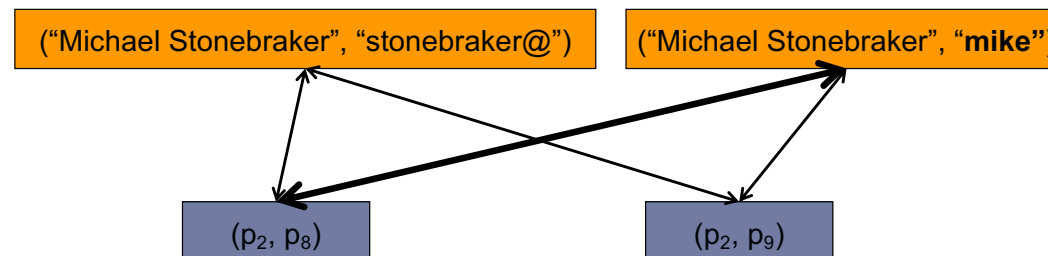 (“Michael Stonebraker”, “stonebraker@”)
(“Michael Stonebraker”, “mike”)
(p₂, p₈)
(p₂, p₉)